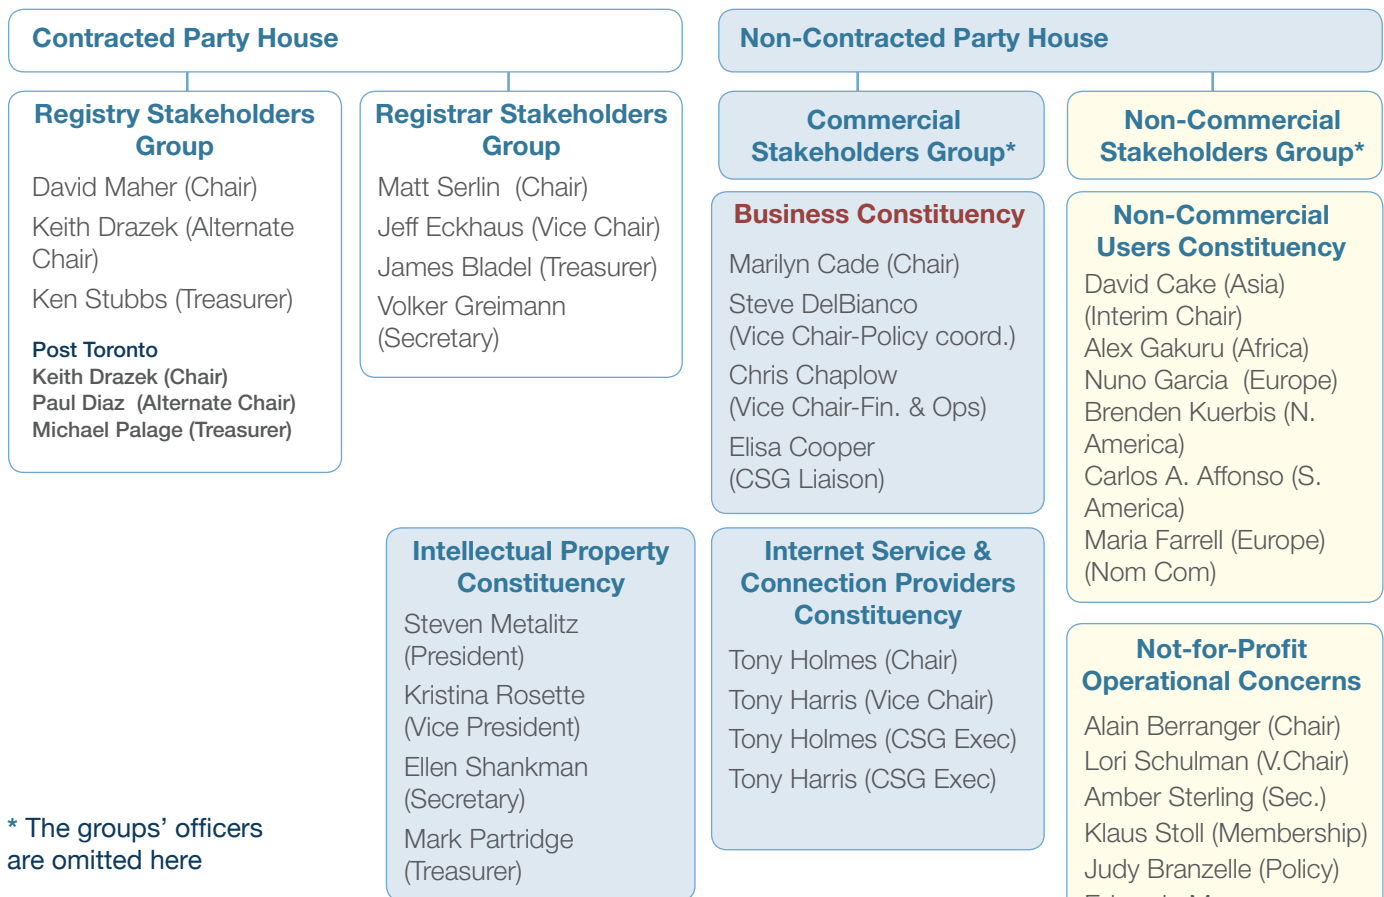 Contracted Party House
Non-Contracted Party House
Registry Stakeholders
Group
David Maher (Chair)
Keith Drazek (Alternate
Chair)
Ken Stubbs (Treasurer)
Post Toronto
Keith Drazek (Chair)
Paul Diaz (Alternate Chair)
Michael Palage (Treasurer)
Registrar Stakeholders
Group
Matt Serlin (Chair)
Jeff Eckhaus (Vice Chair)
James Bladel (Treasurer)
Volker Greimann
(Secretary)
Commercial
Stakeholders Group*
Business Constituency
Marilyn Cade (Chair)
Steve DelBianco
(Vice Chair-Policy coord.)
Chris Chaplow
(Vice Chair-Fin. & Ops)
Elisa Cooper
(CSG Liaison)
Non-Commercial
Stakeholders Group*
Non-Commercial
Users Constituency
David Cake (Asia)
(Interim Chair)
Alex Gakuru (Africa)
Nuno Garcia (Europe)
Brenden Kuerbis (N.
America)
Carlos A. Affonso (S.
America)
Maria Farrell (Europe)
(Nom Com)
Intellectual Property
Constituency
Steven Metalitz
(President)
Kristina Rosette
(Vice President)
Ellen Shankman
(Secretary)
Mark Partridge
(Treasurer)
Internet Service &
Connection Providers
Constituency
Tony Holmes (Chair)
Tony Harris (Vice Chair)
Tony Holmes (CSG Exec)
Tony Harris (CSG Exec)
Not-for-Profit
Operational Concerns
Alain Berranger (Chair)
Lori Schulman (V.Chair)
Amber Sterling (Sec.)
Klaus Stoll (Membership)
Judy Branzelle (Policy)
* The groups’ officers
are omitted here